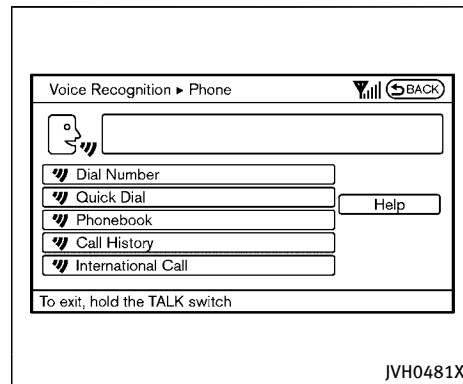 Voice Recognition ▶ Phone
BACK
Dial Number
Quick Dial
Help
Phonebook
Call History
International Call
To exit, hold the TALK switch
JVH0481X